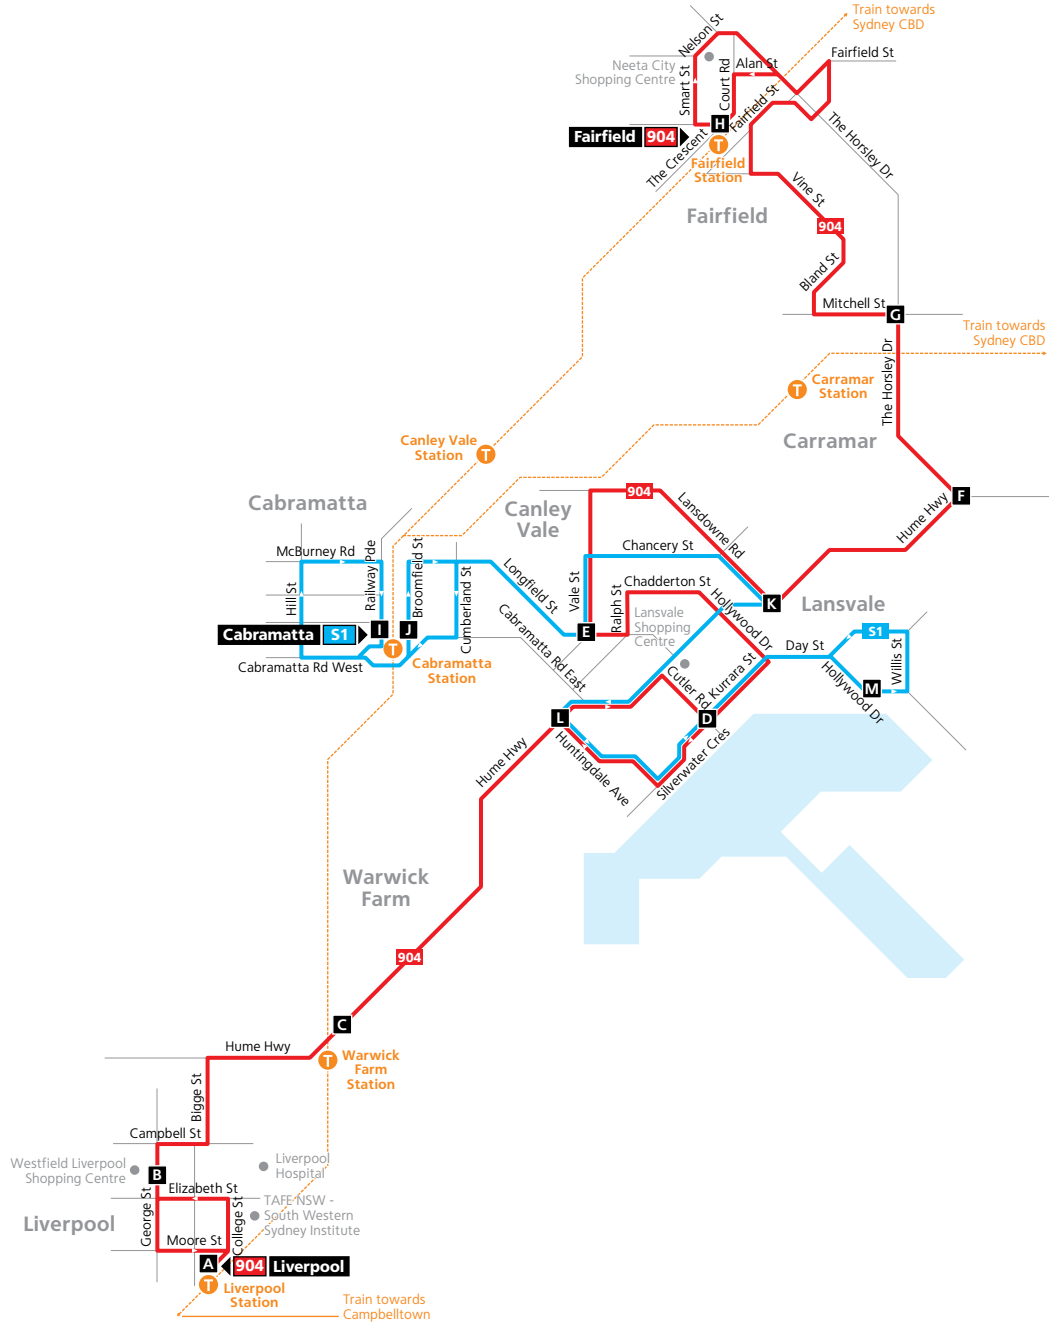 Train towards
Sydney CBD
Nelson St
Fairfield St
Neeta City
Shopping Centre
Smart St
Court Rd
Alan St
Fairfield St
The Horsley Dr
H
Fairfield 904
The Crescent
T
Fairfield
Station
Vine St
Fairfield
904
Bland St
Mitchell St
G
Train towards
Sydney CBD
The Horsley Dr
T
Carramar
Station
Carramar
Canley Vale
Station
T
Cabramatta
Canley
Vale
904
Lansdowne Rd
F
Hume Hwy
McBurney Rd
Railway Pde
Broomfield St
Cumberland St
Hill St
Longfield St
Chancery St
Vale St
Ralph St
Chadderton St
Hollywood Dr
K
Lansvale
Lansvale
Shopping
Centre
Cabramatta S1
I
J
T
Cabramatta
Station
Cabramatta Rd West
E
Cabramatta Rd East
Day St
S1
Willis St
Hollywood Dr
M
Cutler Rd
Kurrara St
L
D
Huntingdale Ave
Silverwater Cres
Hume Hwy
Warwick
Farm
904
C
Hume Hwy
T
Warwick
Farm
Station
Bigge St
Campbell St
Westfield Liverpool
Shopping Centre
B
Liverpool
Hospital
Elizabeth St
George St
College St
TAFE NSW -
South Western
Sydney Institute
Liverpool
Moore St
A
904 Liverpool
T
Liverpool
Station
Train towards
Campbelltown